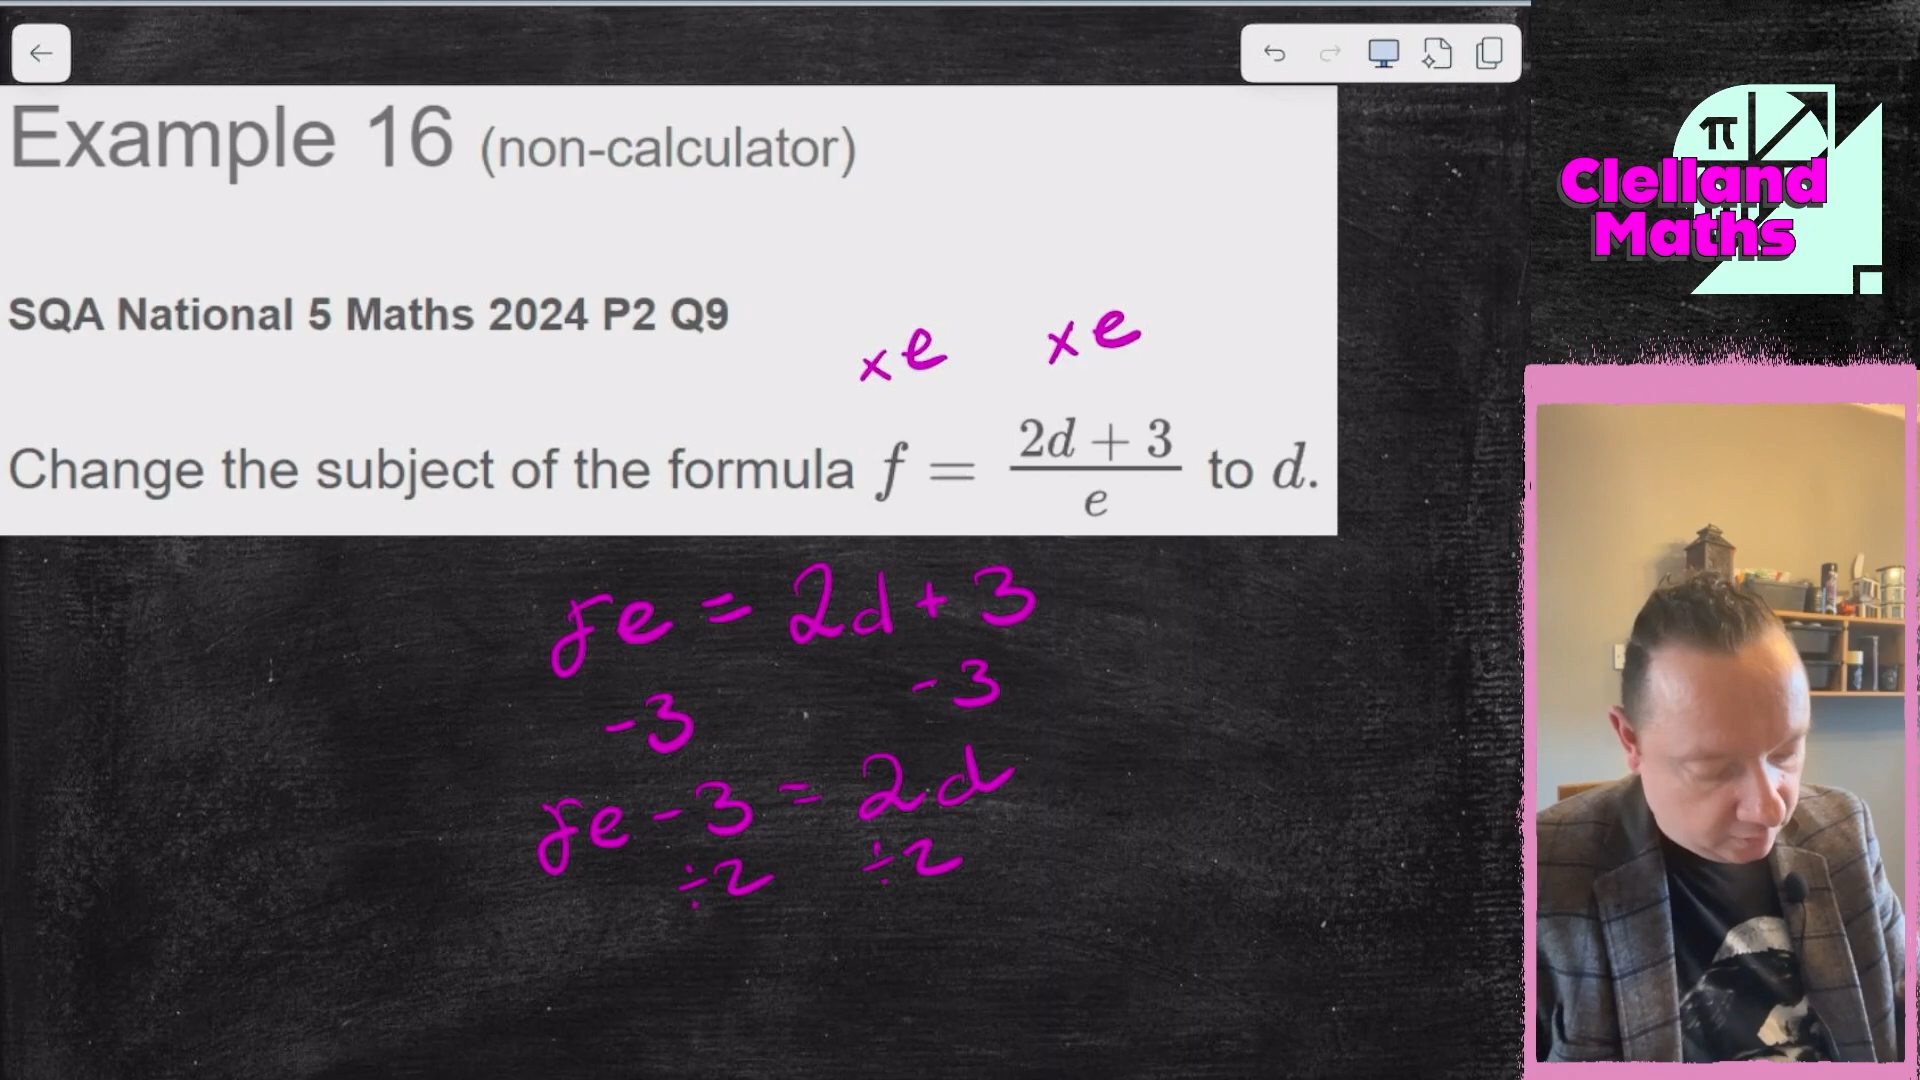 Example 16 (non-calculator)
SQA National 5 Maths 2024 P2 Q9
×e ×e
Change the subject of the formula f = (2d + 3)/e to d.
fe = 2d + 3
-3 -3
fe - 3 = 2d
÷2 ÷2
π
Clelland
Maths